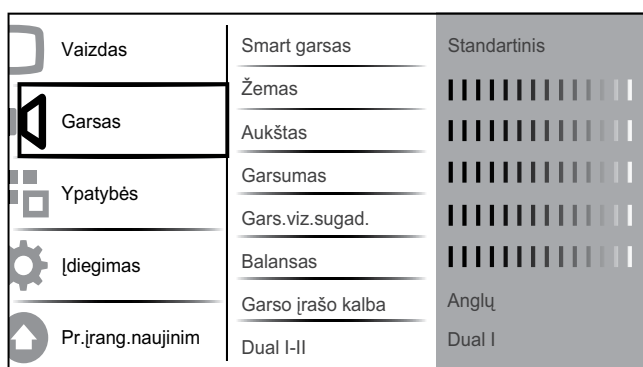 Vaizdas
Garsas
Ypatybės
Įdiegimas
Pr.įrang.naujinim
Smart garsas
Žemas
Aukštas
Garsumas
Gars.viz.sugad.
Balansas
Garso įrašo kalba
Dual I-II
Standartinis
Anglų
Dual I